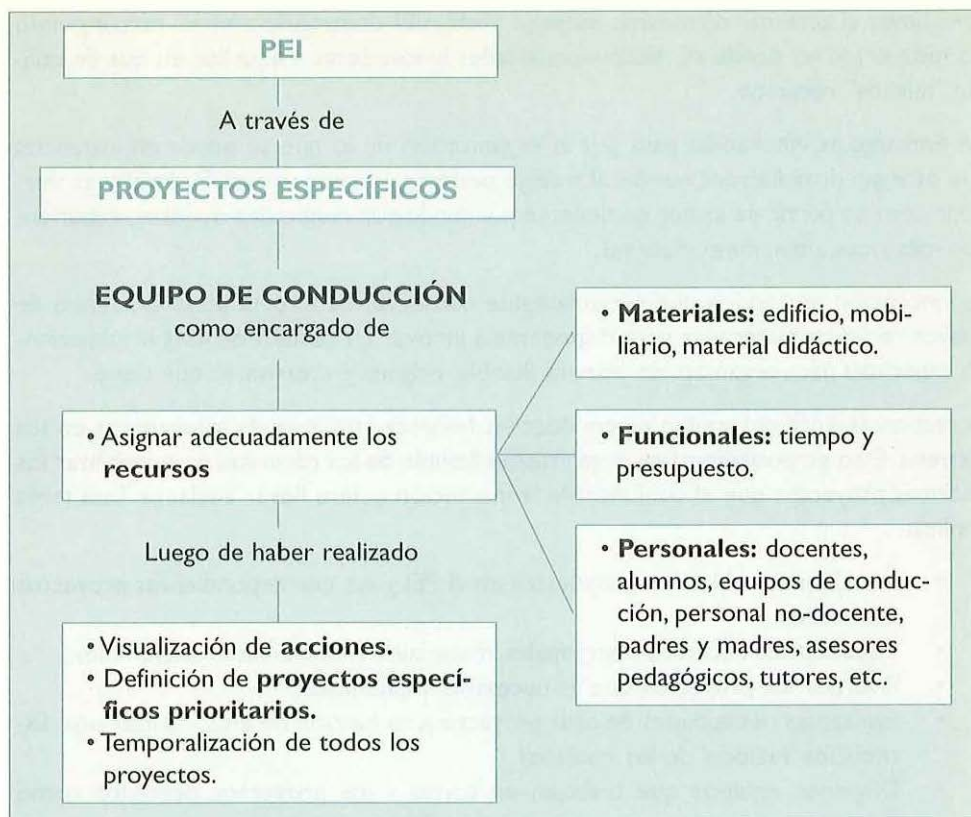 PEI
A través de
PROYECTOS ESPECÍFICOS
EQUIPO DE CONDUCCIÓN
como encargado de
• Asignar adecuadamente los
recursos
Luego de haber realizado
• Visualización de acciones.
• Definición de proyectos especí-
ficos prioritarios.
• Temporalización de todos los
proyectos.
• Materiales: edificio, mobi-
liario, material didáctico.
• Funcionales: tiempo y
presupuesto.
• Personales: docentes,
alumnos, equipos de conduc-
ción, personal no-docente,
padres y madres, asesores
pedagógicos, tutores, etc.